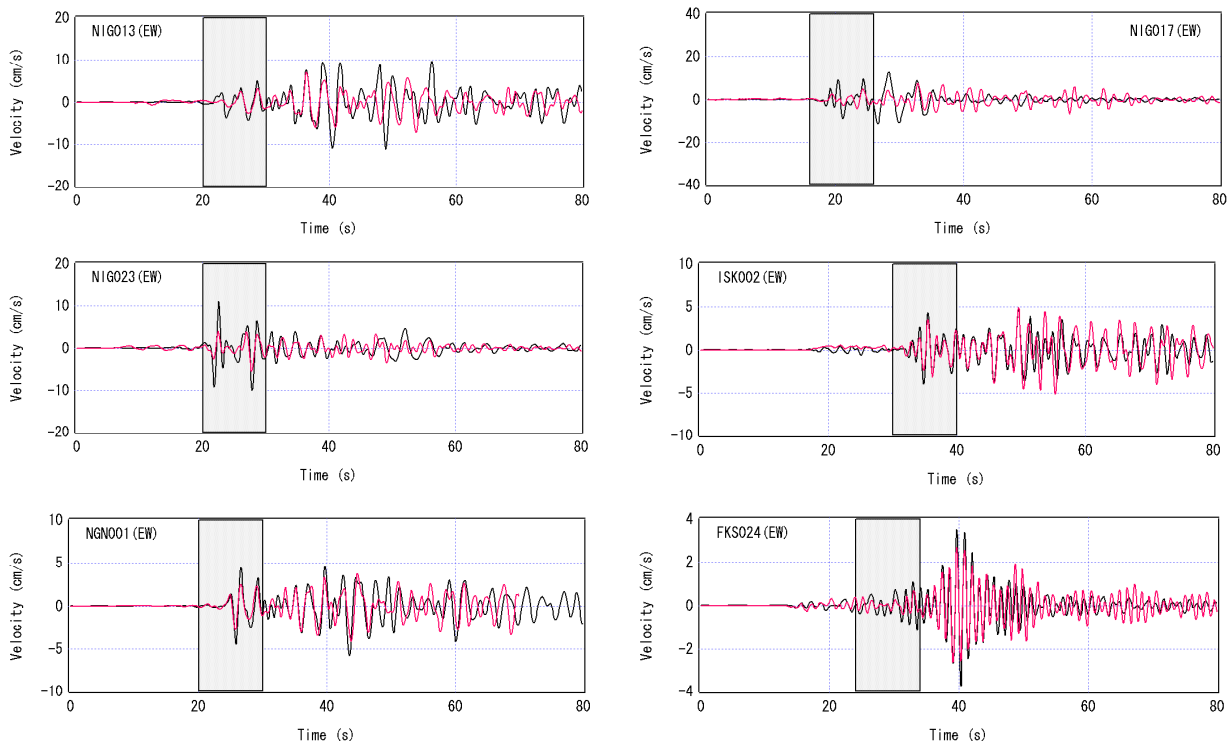 NIG013(EW)
20
10
0
-10
-20
Velocity (cm/s)
0 20 40 60 80
Time (s)
NIG017(EW)
40
20
0
-20
-40
Velocity (cm/s)
0 20 40 60 80
Time (s)
NIG023(EW)
20
10
0
-10
-20
Velocity (cm/s)
0 20 40 60 80
Time (s)
ISK002(EW)
10
5
0
-5
-10
Velocity (cm/s)
0 20 40 60 80
Time (s)
NGN001(EW)
10
5
0
-5
-10
Velocity (cm/s)
0 20 40 60 80
Time (s)
FKS024(EW)
4
2
0
-2
-4
Velocity (cm/s)
0 20 40 60 80
Time (s)